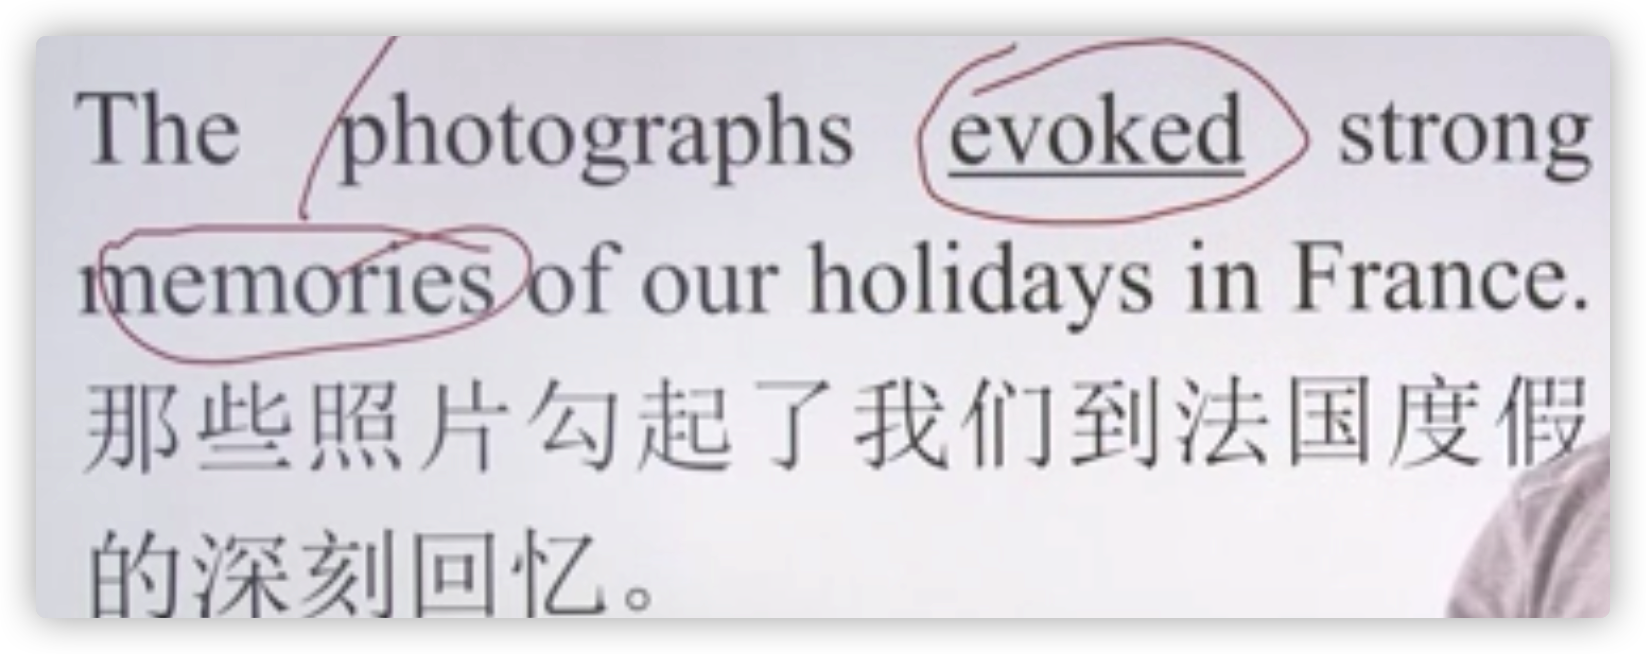 The photographs evoked strong
memories of our holidays in France.
那些照片勾起了我们到法国度假
的深刻回忆。